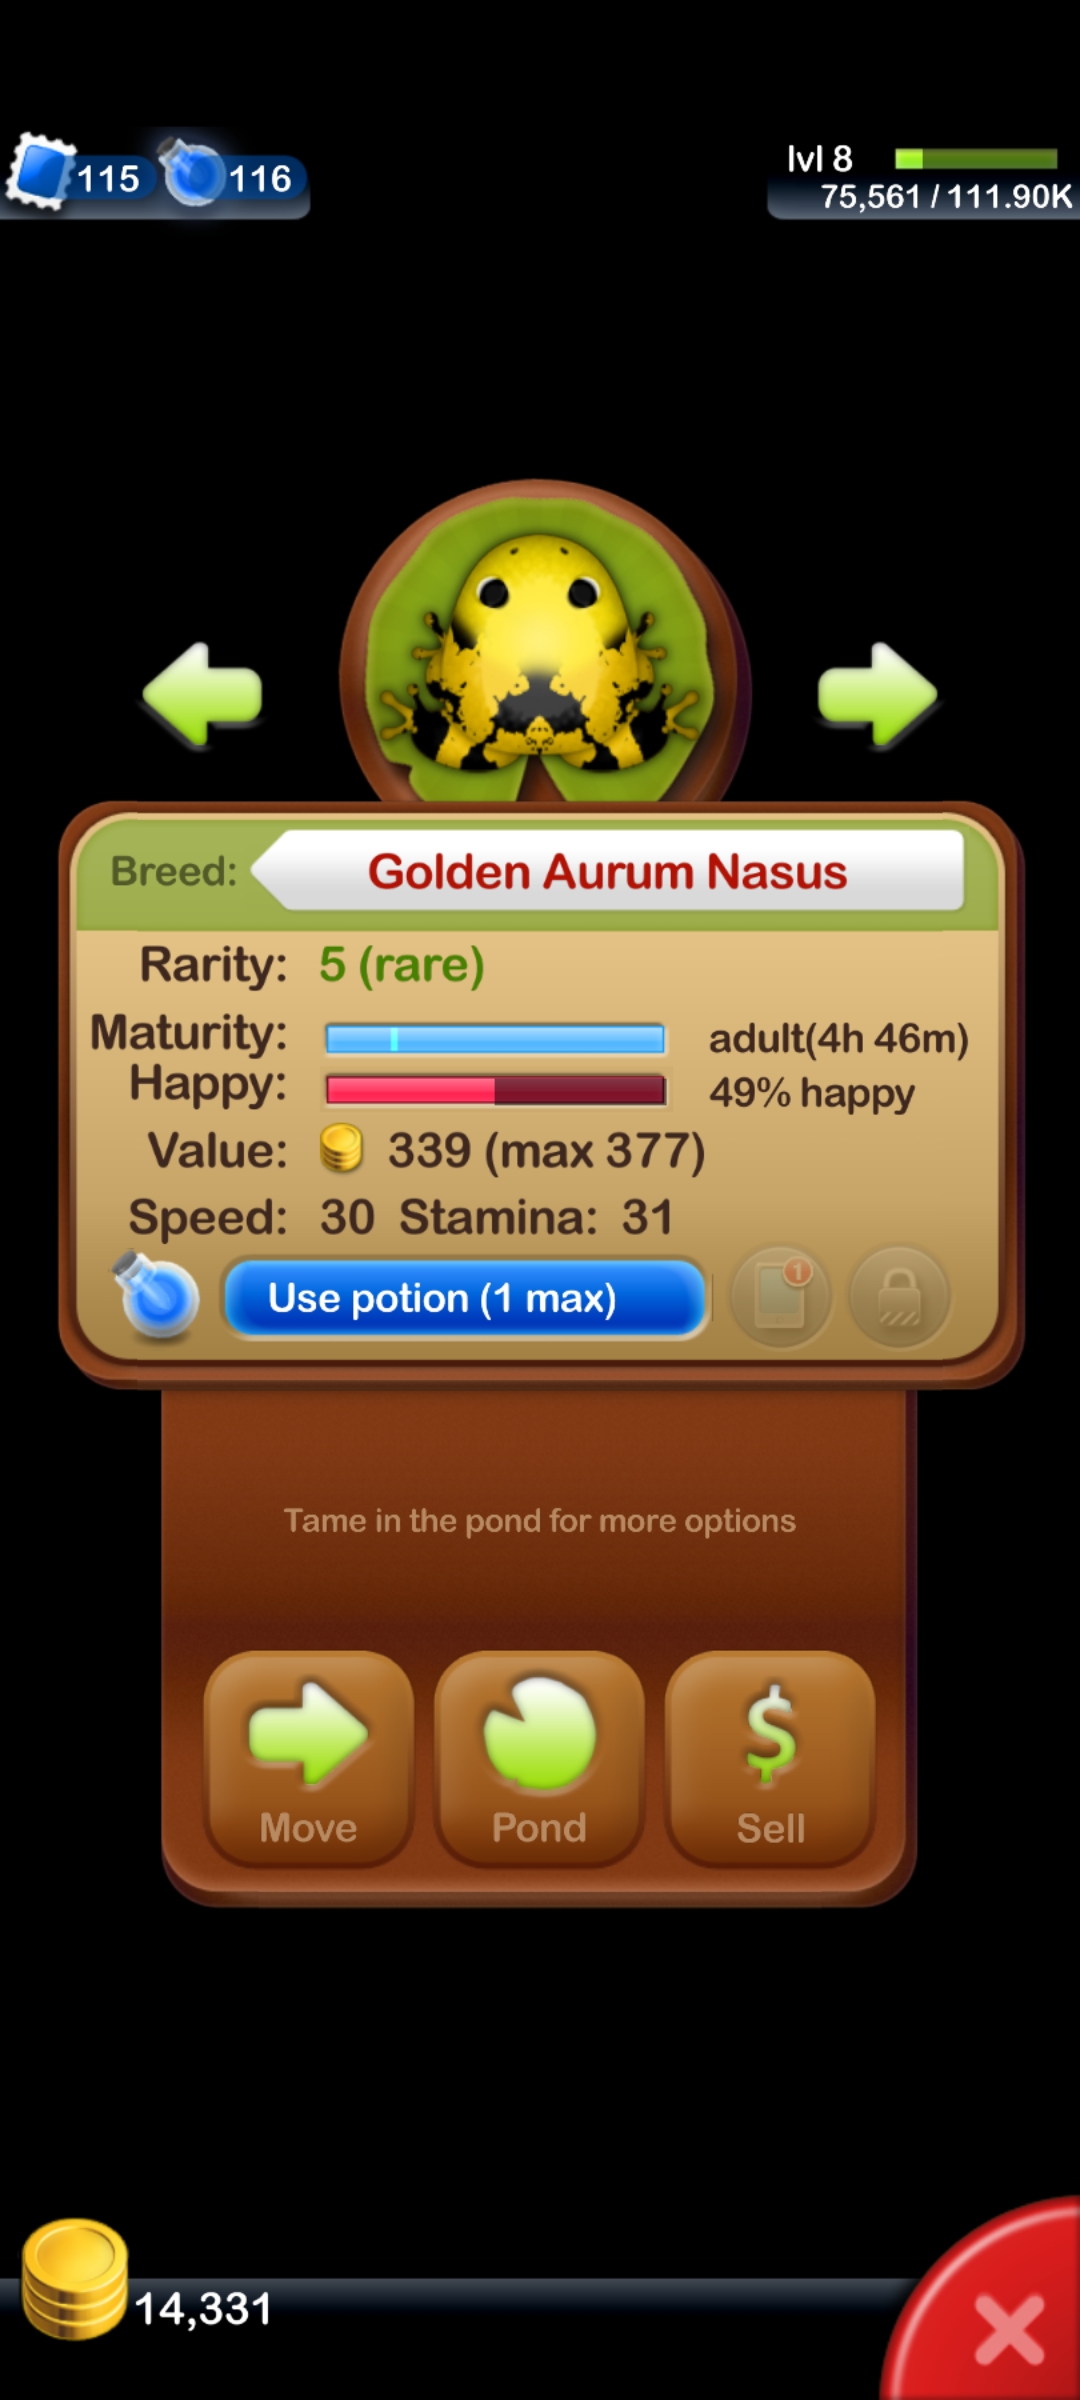 115 116
lvl 8
75,561 / 111.90K
Breed: Golden Aurum Nasus
Rarity: 5 (rare)
Maturity: adult(4h 46m)
Happy: 49% happy
Value: 339 (max 377)
Speed: 30 Stamina: 31
Use potion (1 max)
1
Tame in the pond for more options
$
Move Pond Sell
14,331